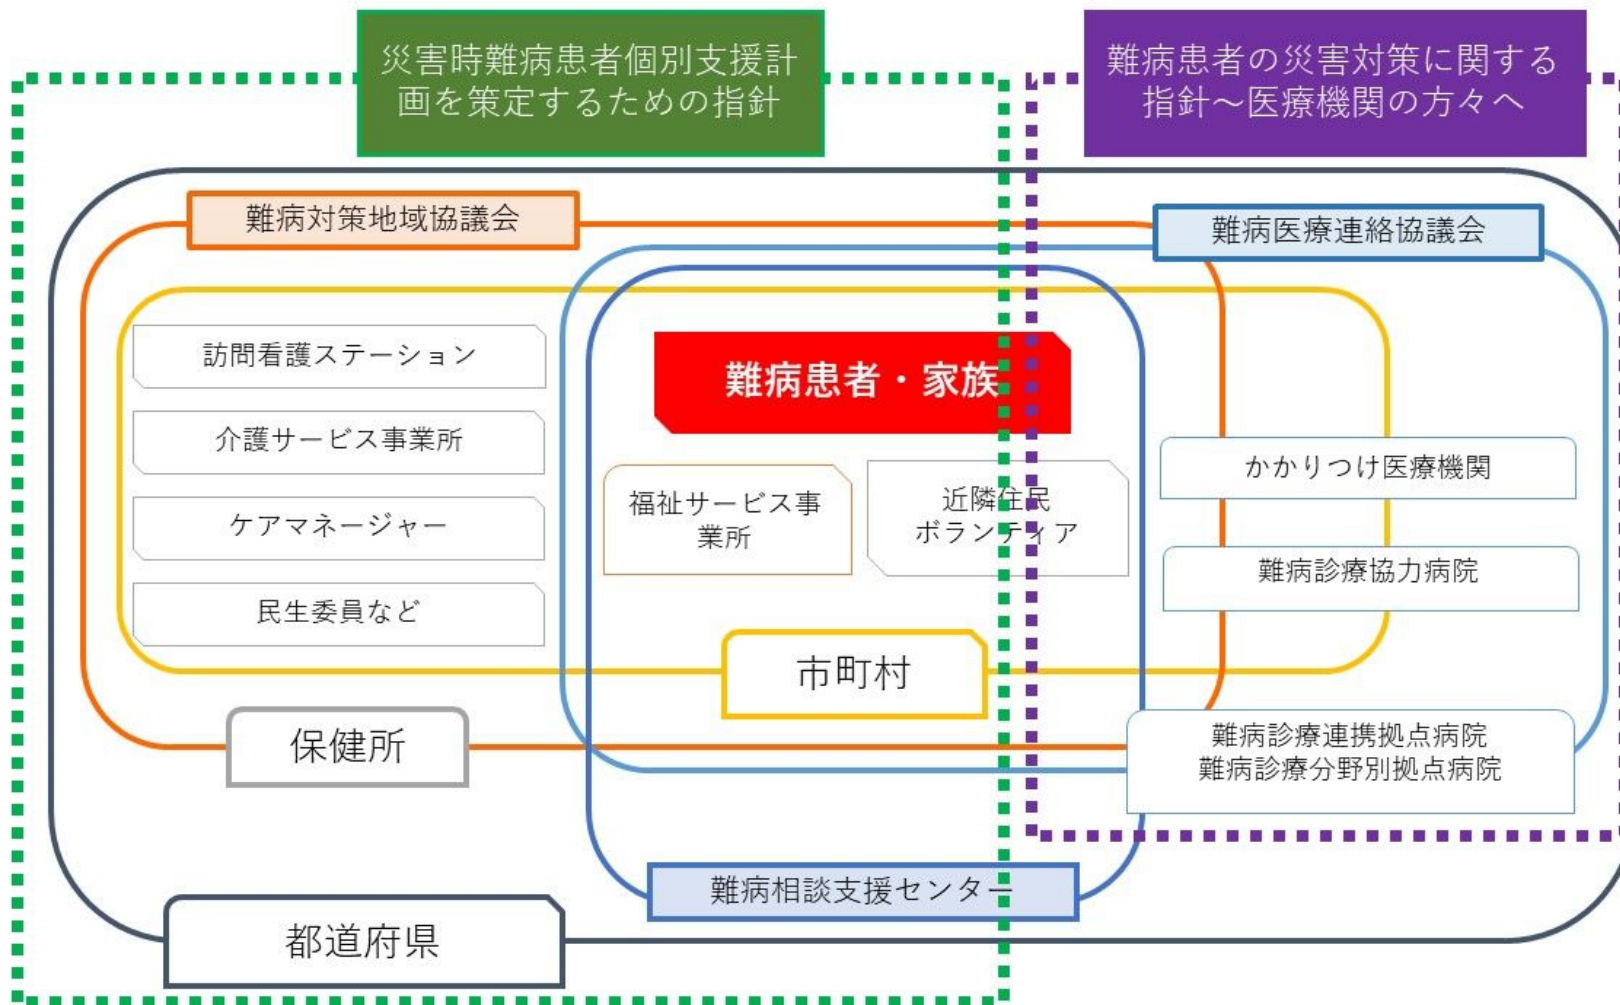 災害時難病患者個別支援計
画を策定するための指針
難病患者の災害対策に関する
指針～医療機関の方々へ
難病対策地域協議会
難病医療連絡協議会
訪問看護ステーション
介護サービス事業所
ケアマネージャー
民生委員など
難病患者・家族
福祉サービス事
業所
近隣住民
ボランティア
かかりつけ医療機関
難病診療協力病院
市町村
保健所
難病診療連携拠点病院
難病診療分野別拠点病院
難病相談支援センター
都道府県